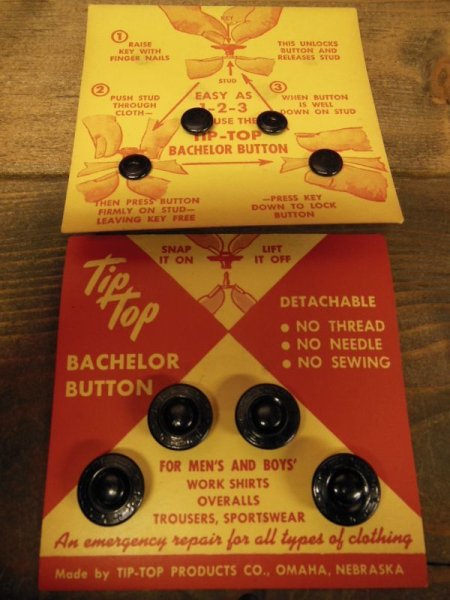 KEY
① RAISE
KEY WITH
FINGER NAILS
THIS UNLOCKS
BUTTON AND
RELEASES STUD
STUD
② PUSH STUD
THROUGH
CLOTH—
EASY AS
1-2-3
USE THE
TIP-TOP
BACHELOR BUTTON
③ WHEN BUTTON
IS WELL
DOWN ON STUD
THEN PRESS BUTTON
FIRMLY ON STUD—
LEAVING KEY FREE
—PRESS KEY
DOWN TO LOCK
BUTTON
SNAP
IT ON
LIFT
IT OFF
Tip
Top
BACHELOR
BUTTON
DETACHABLE
● NO THREAD
● NO NEEDLE
● NO SEWING
FOR MEN'S AND BOYS'
WORK SHIRTS
OVERALLS
TROUSERS, SPORTSWEAR
An emergency repair for all types of clothing
Made by TIP-TOP PRODUCTS CO., OMAHA, NEBRASKA